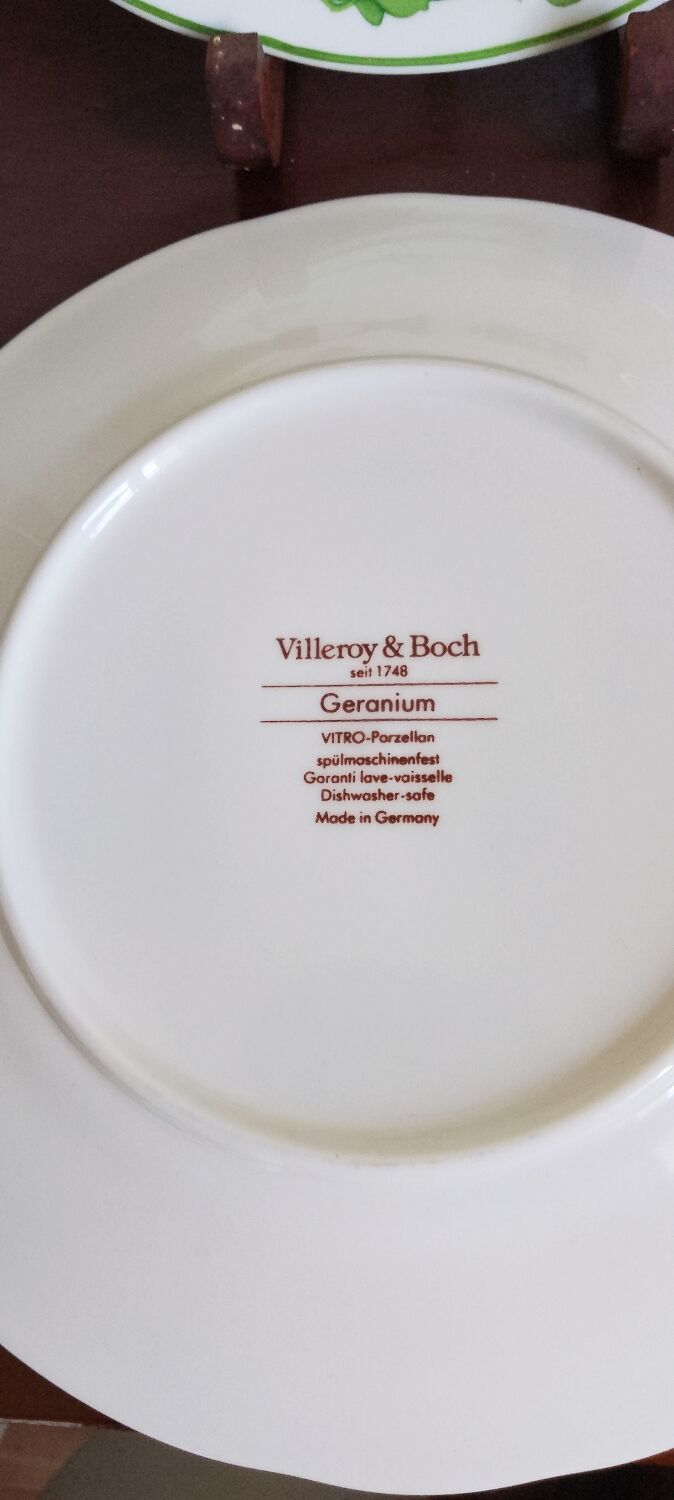 Villeroy & Boch
seit 1748
Geranium
VITRO-Porzellan
spülmaschinenfest
Garanti lave-vaisselle
Dishwasher-safe
Made in Germany